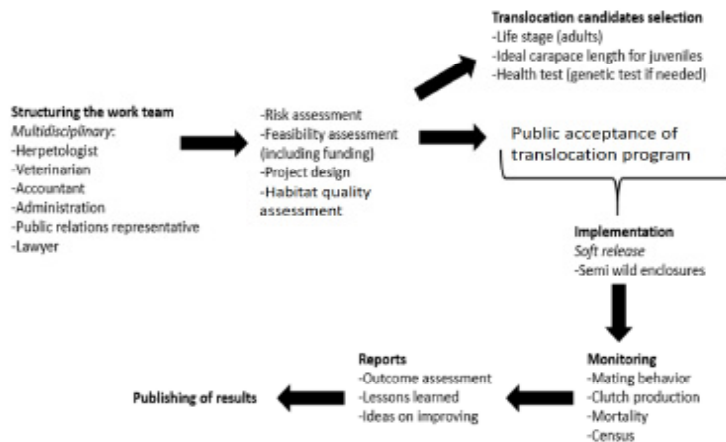 Structuring the work team
Multidisciplinary:
-Herpetologist
-Veterinarian
-Accountant
-Administration
-Public relations representative
-Lawyer
-Risk assessment
-Feasibility assessment
(including funding)
-Project design
-Habitat quality
assessment
Translocation candidates selection
-Life stage (adults)
-Ideal carapace length for juveniles
-Health test (genetic test if needed)
Public acceptance of
translocation program
Implementation
Soft release
-Semi wild enclosures
Monitoring
-Mating behavior
-Clutch production
-Mortality
-Census
Reports
-Outcome assessment
-Lessons learned
-Ideas on improving
Publishing of results